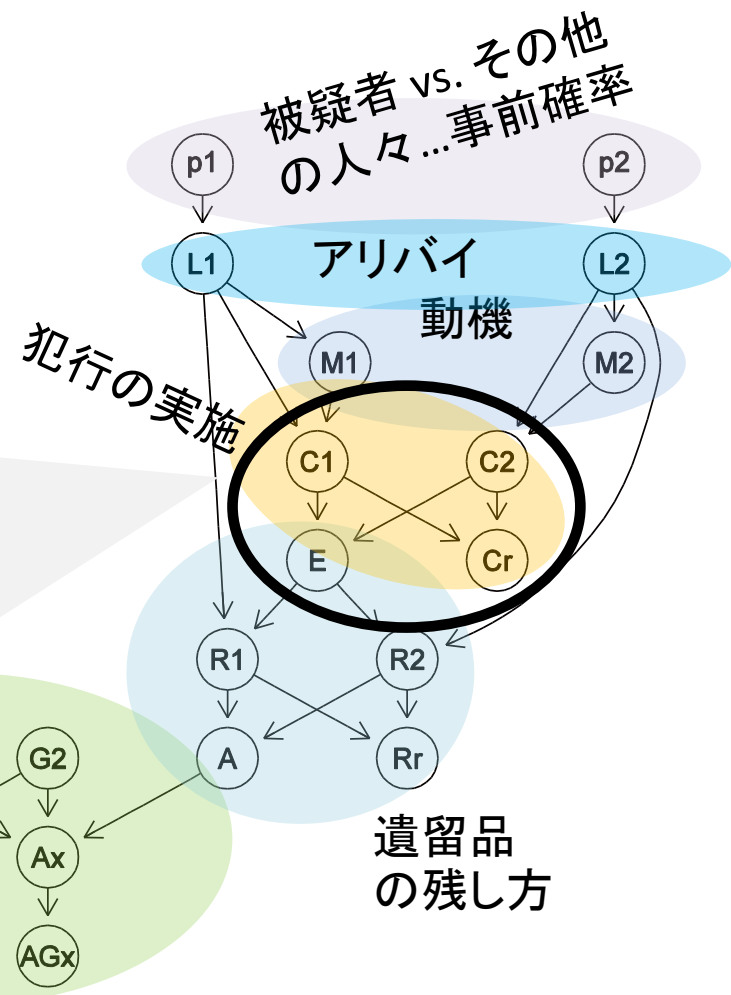 被疑者 vs. その他
の人々…事前確率
p1
p2
L1
アリバイ
L2
動機
M1
M2
犯行の実施
C1
C2
E
Cr
R1
R2
G2
A
Rr
遺留品
の残し方
Ax
AGx